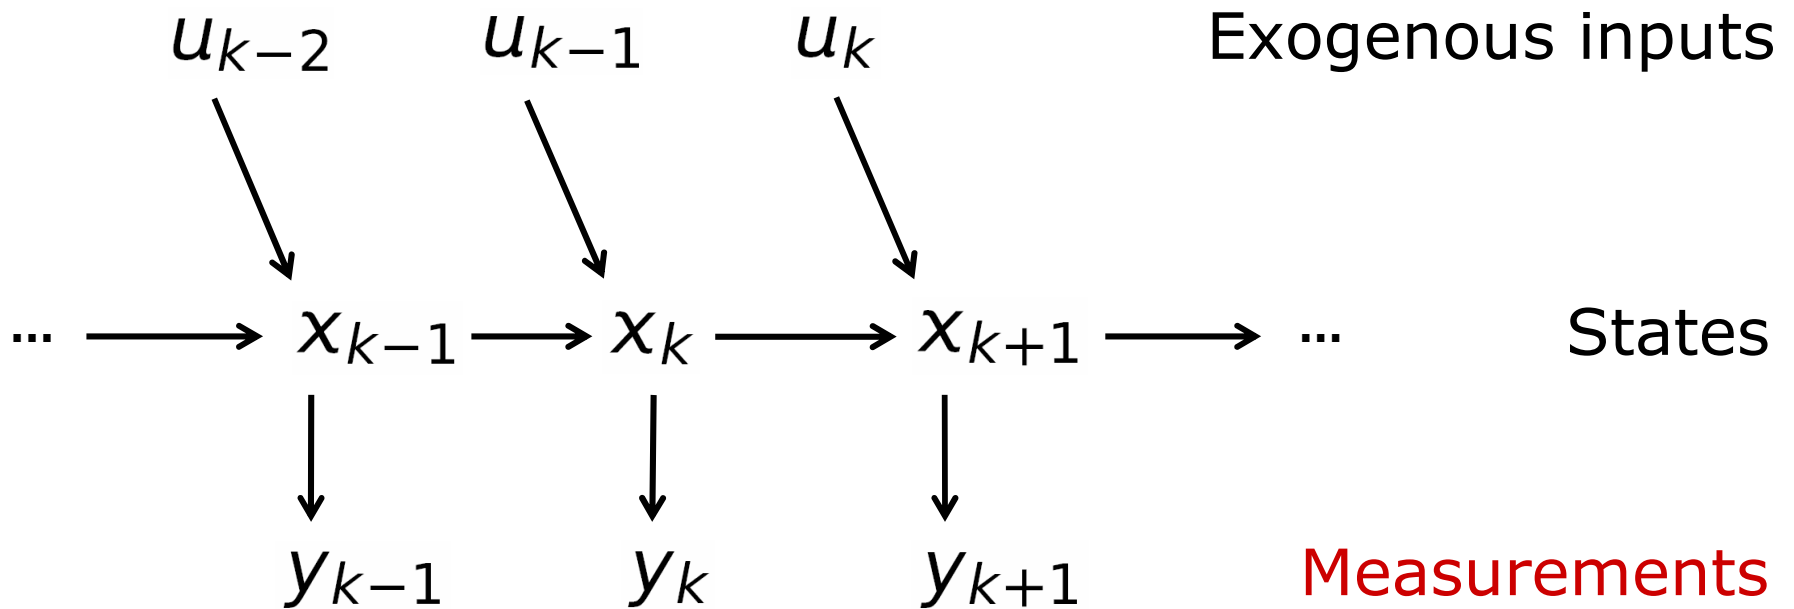 u_{k−2} u_{k−1} u_k Exogenous inputs
... x_{k−1} x_k x_{k+1} ... States
y_{k−1} y_k y_{k+1} Measurements